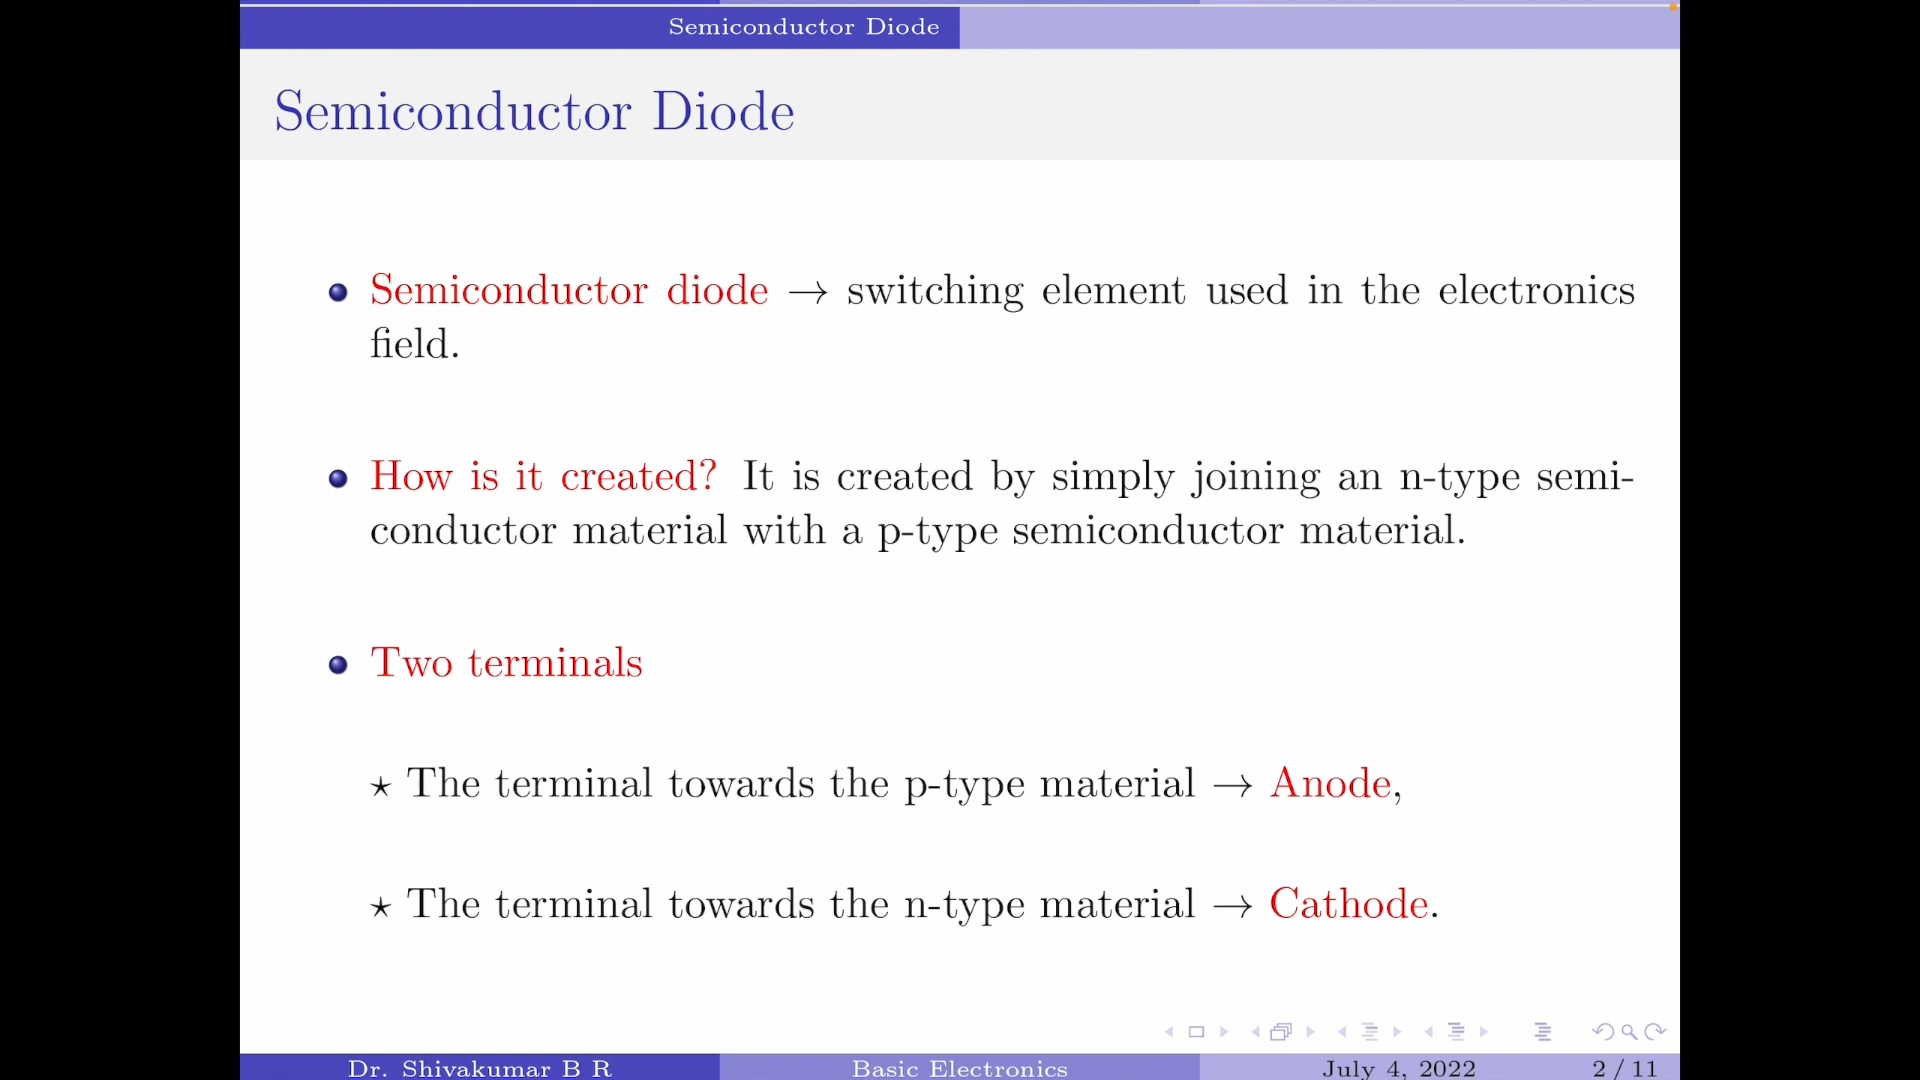 Semiconductor Diode
Semiconductor Diode
Semiconductor diode → switching element used in the electronics
field.
How is it created? It is created by simply joining an n-type semi-
conductor material with a p-type semiconductor material.
Two terminals
⋆ The terminal towards the p-type material → Anode,
⋆ The terminal towards the n-type material → Cathode.
Dr. Shivakumar B R Basic Electronics July 4, 2022 2 / 11